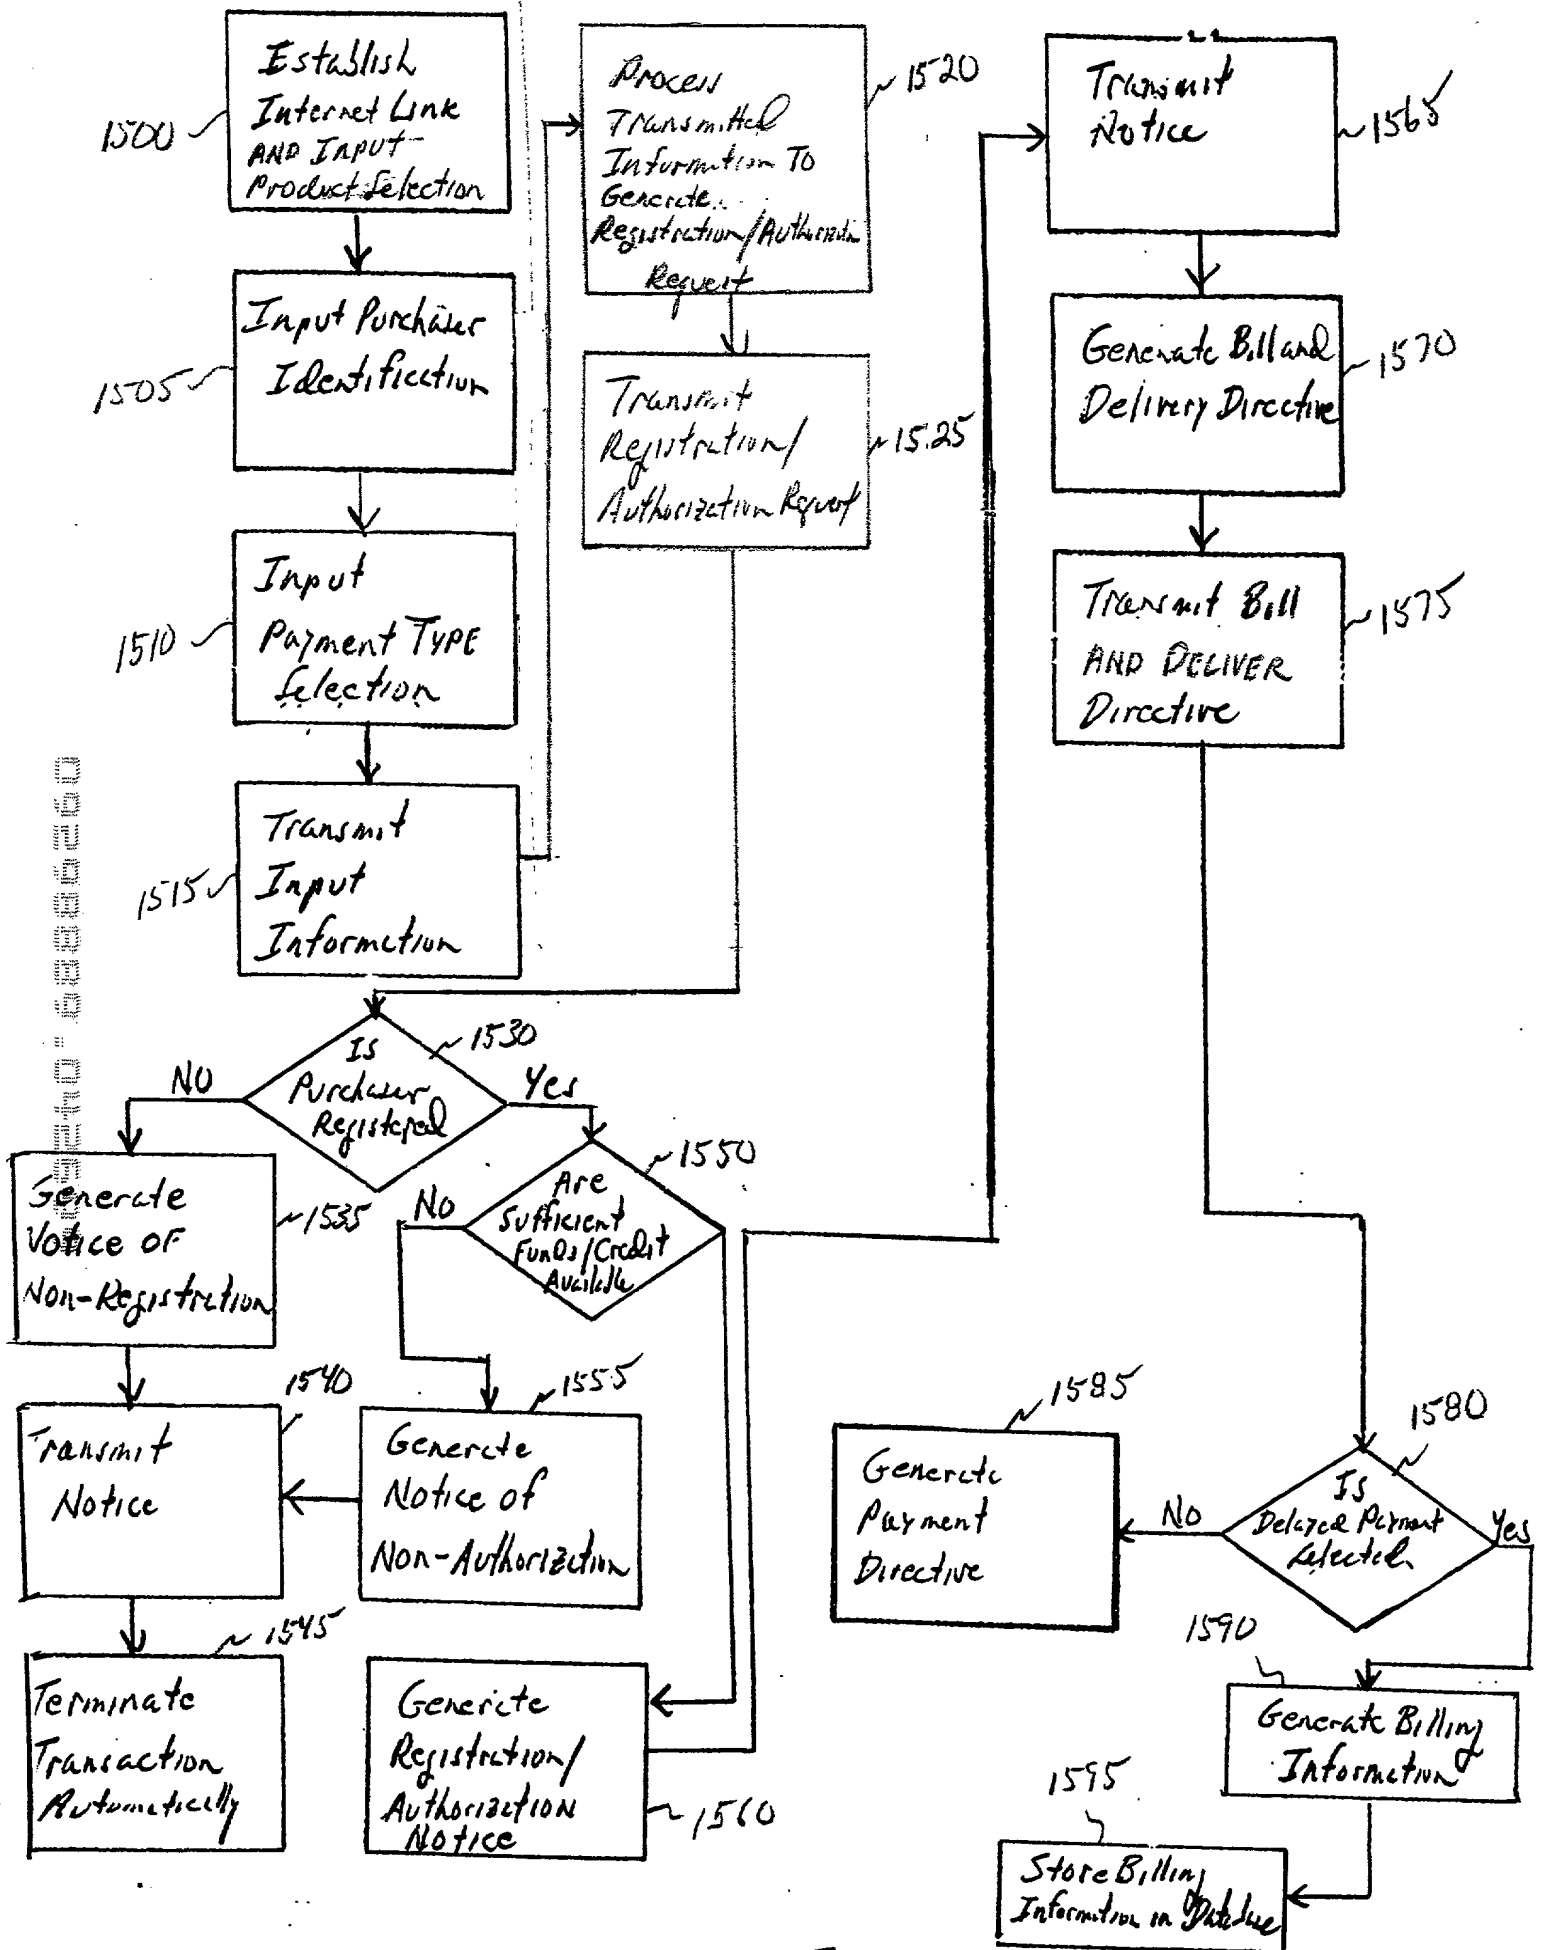 Establish
Internet Link
AND Input
Product Selection
1500
Input Purchaser
Identification
1505
Input
Payment TYPE
Selection
1510
Transmit
Input
Information
1515
Process
Transmitted
Information To
Generate
Registration/Authorization
Request
1520
Transmit
Registration/
Authorization Request
1525
Is
Purchaser
Registered
1530
NO
Yes
Generate
Notice OF
Non-Registration
1535
Transmit
Notice
1540
Terminate
Transaction
Automatically
1545
Are
Sufficient
Funds/Credit
Available
1550
No
Generate
Notice of
Non-Authorization
1555
Generate
Registration/
AUTHORIZATION
Notice
1560
Transmit
Notice
1565
Generate Bill and
Delivery Directive
1570
Transmit Bill
AND DELIVER
Directive
1575
Is
Delayed Payment
Selected
1580
No
Yes
Generate
Payment
Directive
1585
Generate Billing
Information
1590
Store Billing
Information in Database
1595